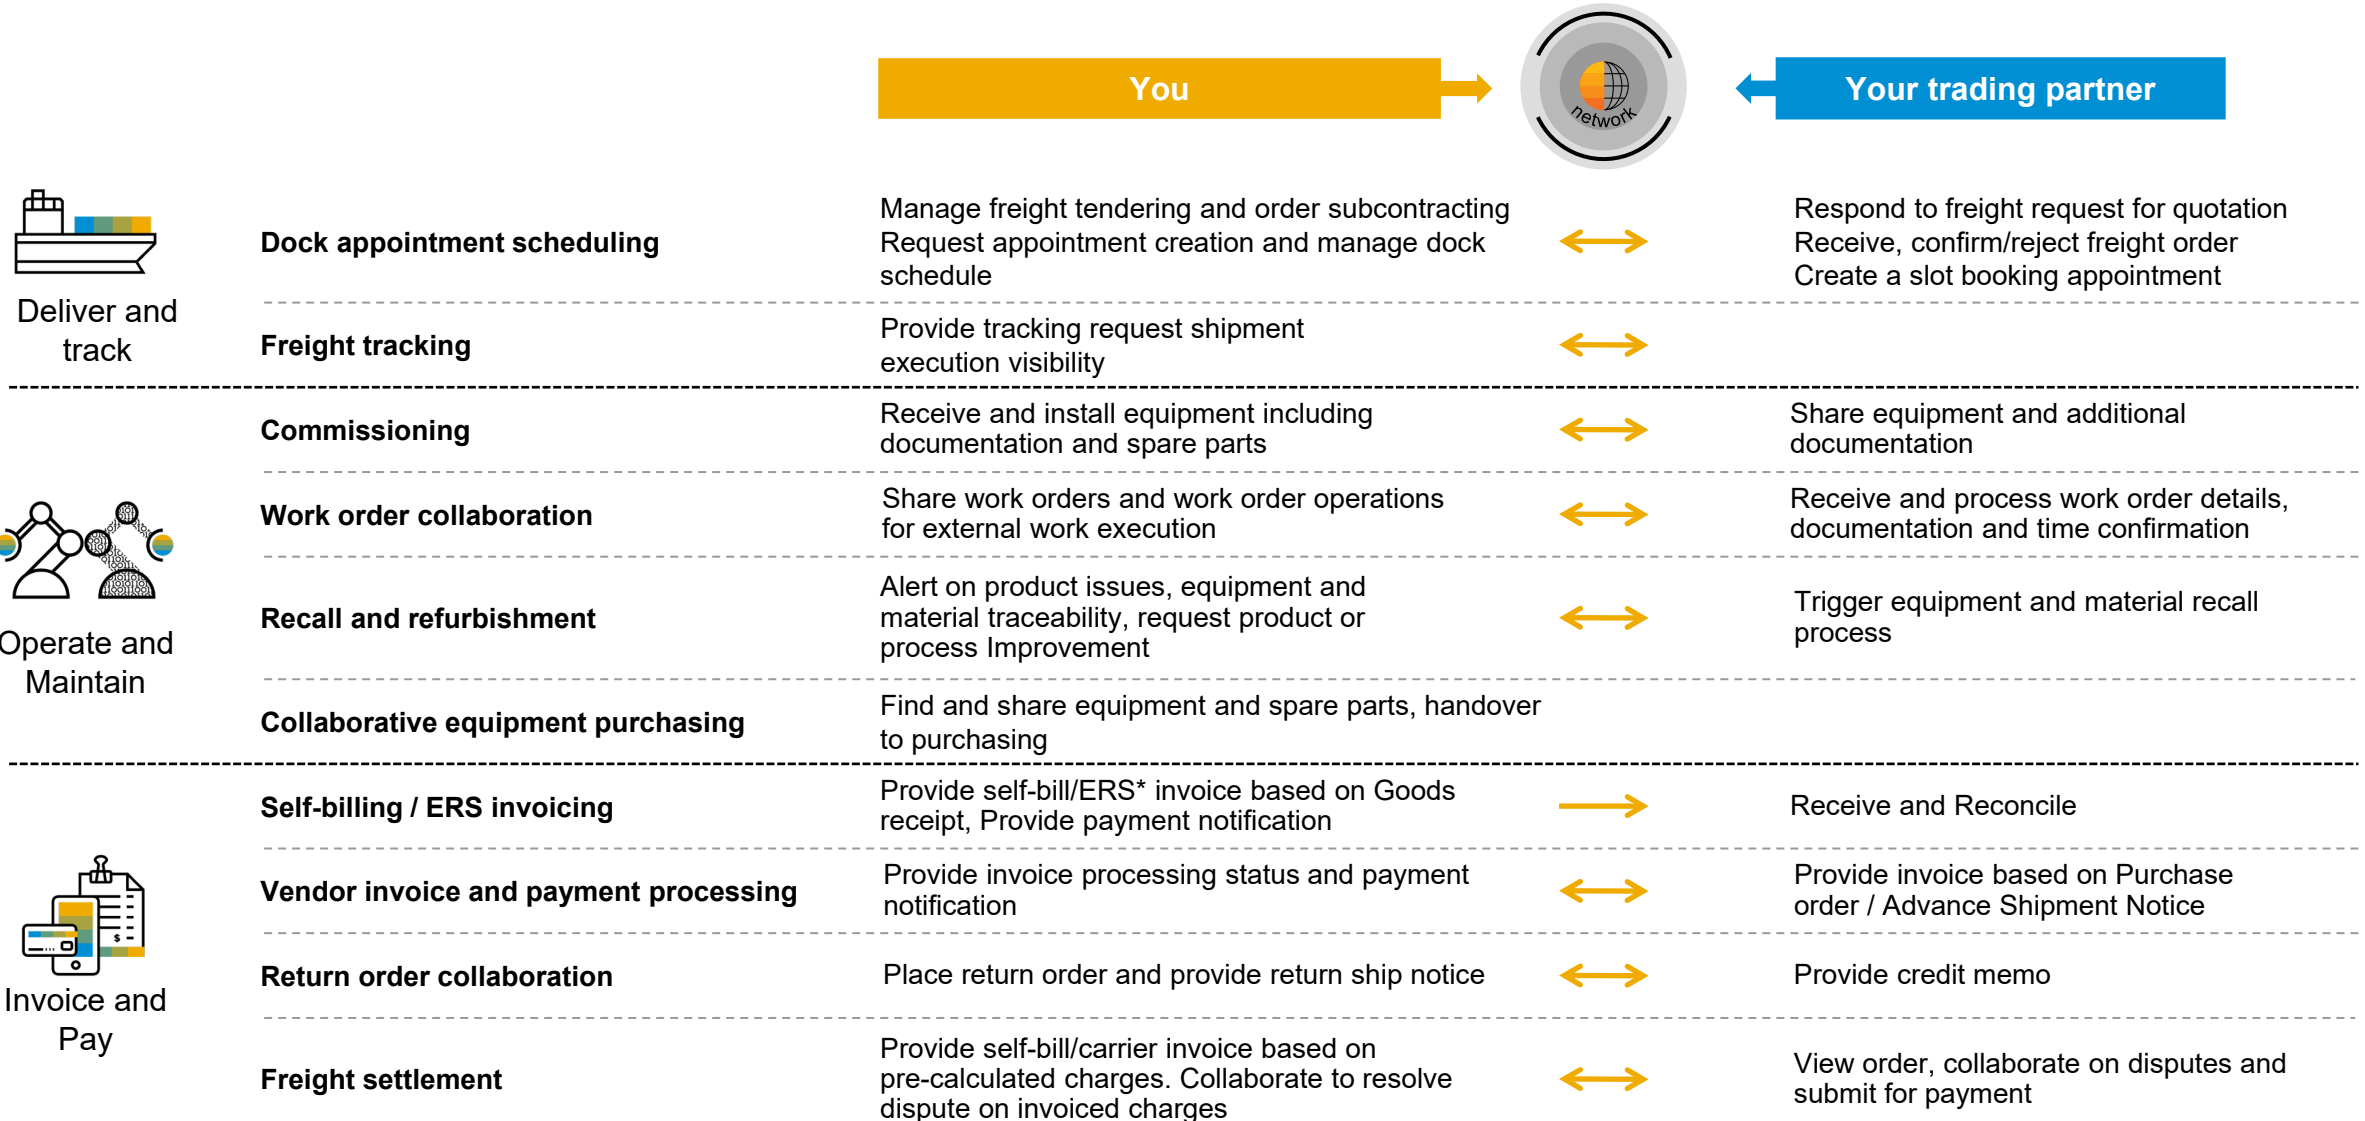 You
network
Your trading partner
Deliver and
track
Dock appointment scheduling
Manage freight tendering and order subcontracting
Request appointment creation and manage dock
schedule
Respond to freight request for quotation
Receive, confirm/reject freight order
Create a slot booking appointment
Freight tracking
Provide tracking request shipment
execution visibility
Operate and
Maintain
Commissioning
Receive and install equipment including
documentation and spare parts
Share equipment and additional
documentation
Work order collaboration
Share work orders and work order operations
for external work execution
Receive and process work order details,
documentation and time confirmation
Recall and refurbishment
Alert on product issues, equipment and
material traceability, request product or
process Improvement
Trigger equipment and material recall
process
Collaborative equipment purchasing
Find and share equipment and spare parts, handover
to purchasing
Invoice and
Pay
Self-billing / ERS invoicing
Provide self-bill/ERS* invoice based on Goods
receipt, Provide payment notification
Receive and Reconcile
Vendor invoice and payment processing
Provide invoice processing status and payment
notification
Provide invoice based on Purchase
order / Advance Shipment Notice
Return order collaboration
Place return order and provide return ship notice
Provide credit memo
Freight settlement
Provide self-bill/carrier invoice based on
pre-calculated charges. Collaborate to resolve
dispute on invoiced charges
View order, collaborate on disputes and
submit for payment